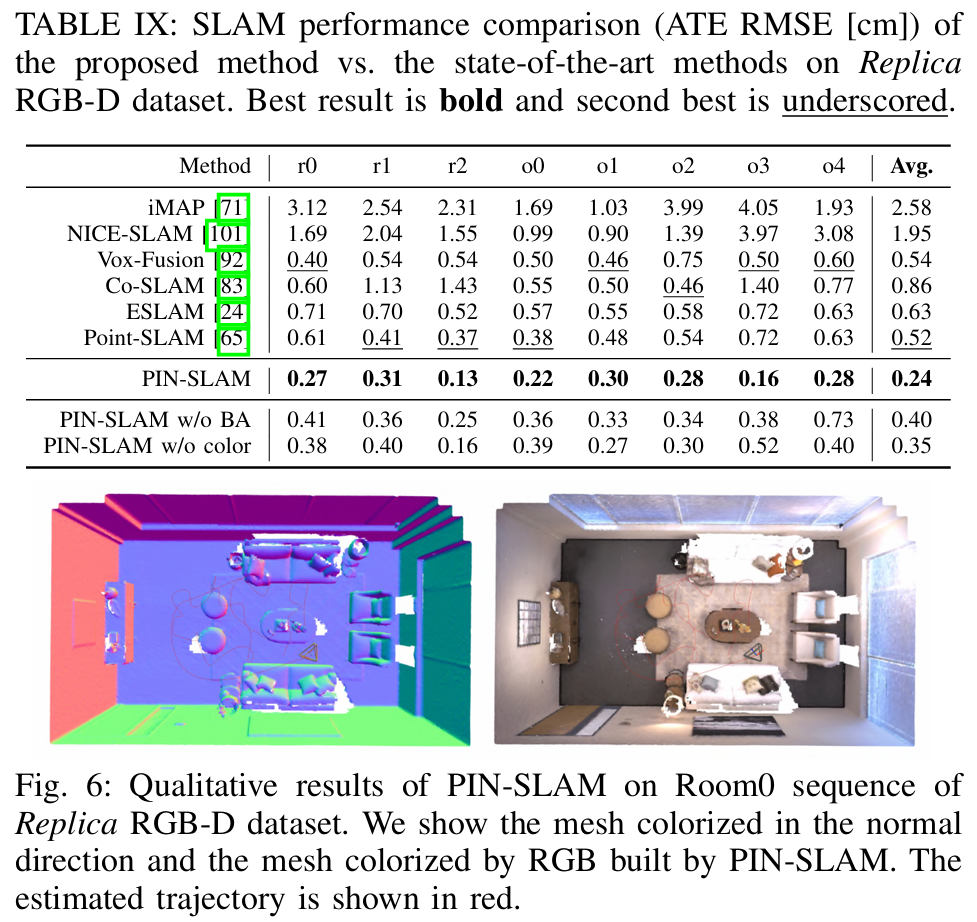 TABLE IX: SLAM performance comparison (ATE RMSE [cm]) of
the proposed method vs. the state-of-the-art methods on Replica
RGB-D dataset. Best result is bold and second best is underscored.
Method r0 r1 r2 o0 o1 o2 o3 o4 Avg.
iMAP [71] 3.12 2.54 2.31 1.69 1.03 3.99 4.05 1.93 2.58
NICE-SLAM [101] 1.69 2.04 1.55 0.99 0.90 1.39 3.97 3.08 1.95
Vox-Fusion [92] 0.40 0.54 0.54 0.50 0.46 0.75 0.50 0.60 0.54
Co-SLAM [83] 0.60 1.13 1.43 0.55 0.50 0.46 1.40 0.77 0.86
ESLAM [24] 0.71 0.70 0.52 0.57 0.55 0.58 0.72 0.63 0.63
Point-SLAM [65] 0.61 0.41 0.37 0.38 0.48 0.54 0.72 0.63 0.52
PIN-SLAM 0.27 0.31 0.13 0.22 0.30 0.28 0.16 0.28 0.24
PIN-SLAM w/o BA 0.41 0.36 0.25 0.36 0.33 0.34 0.38 0.73 0.40
PIN-SLAM w/o color 0.38 0.40 0.16 0.39 0.27 0.30 0.52 0.40 0.35
Fig. 6: Qualitative results of PIN-SLAM on Room0 sequence of
Replica RGB-D dataset. We show the mesh colorized in the normal
direction and the mesh colorized by RGB built by PIN-SLAM. The
estimated trajectory is shown in red.